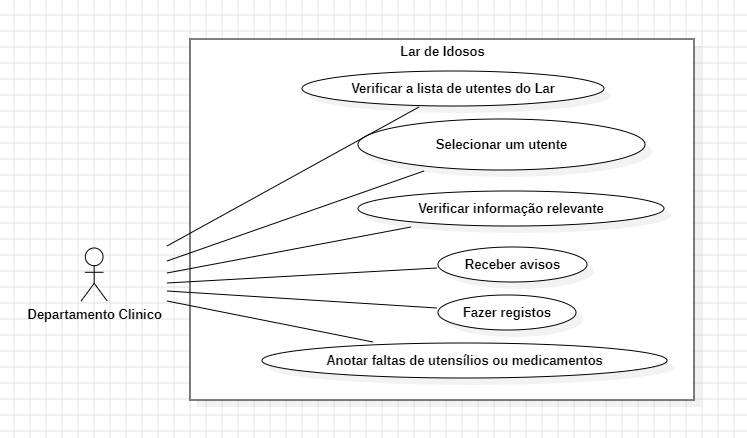 Lar de Idosos
Verificar a lista de utentes do Lar
Selecionar um utente
Verificar informação relevante
Receber avisos
Fazer registos
Departamento Clinico
Anotar faltas de utensílios ou medicamentos